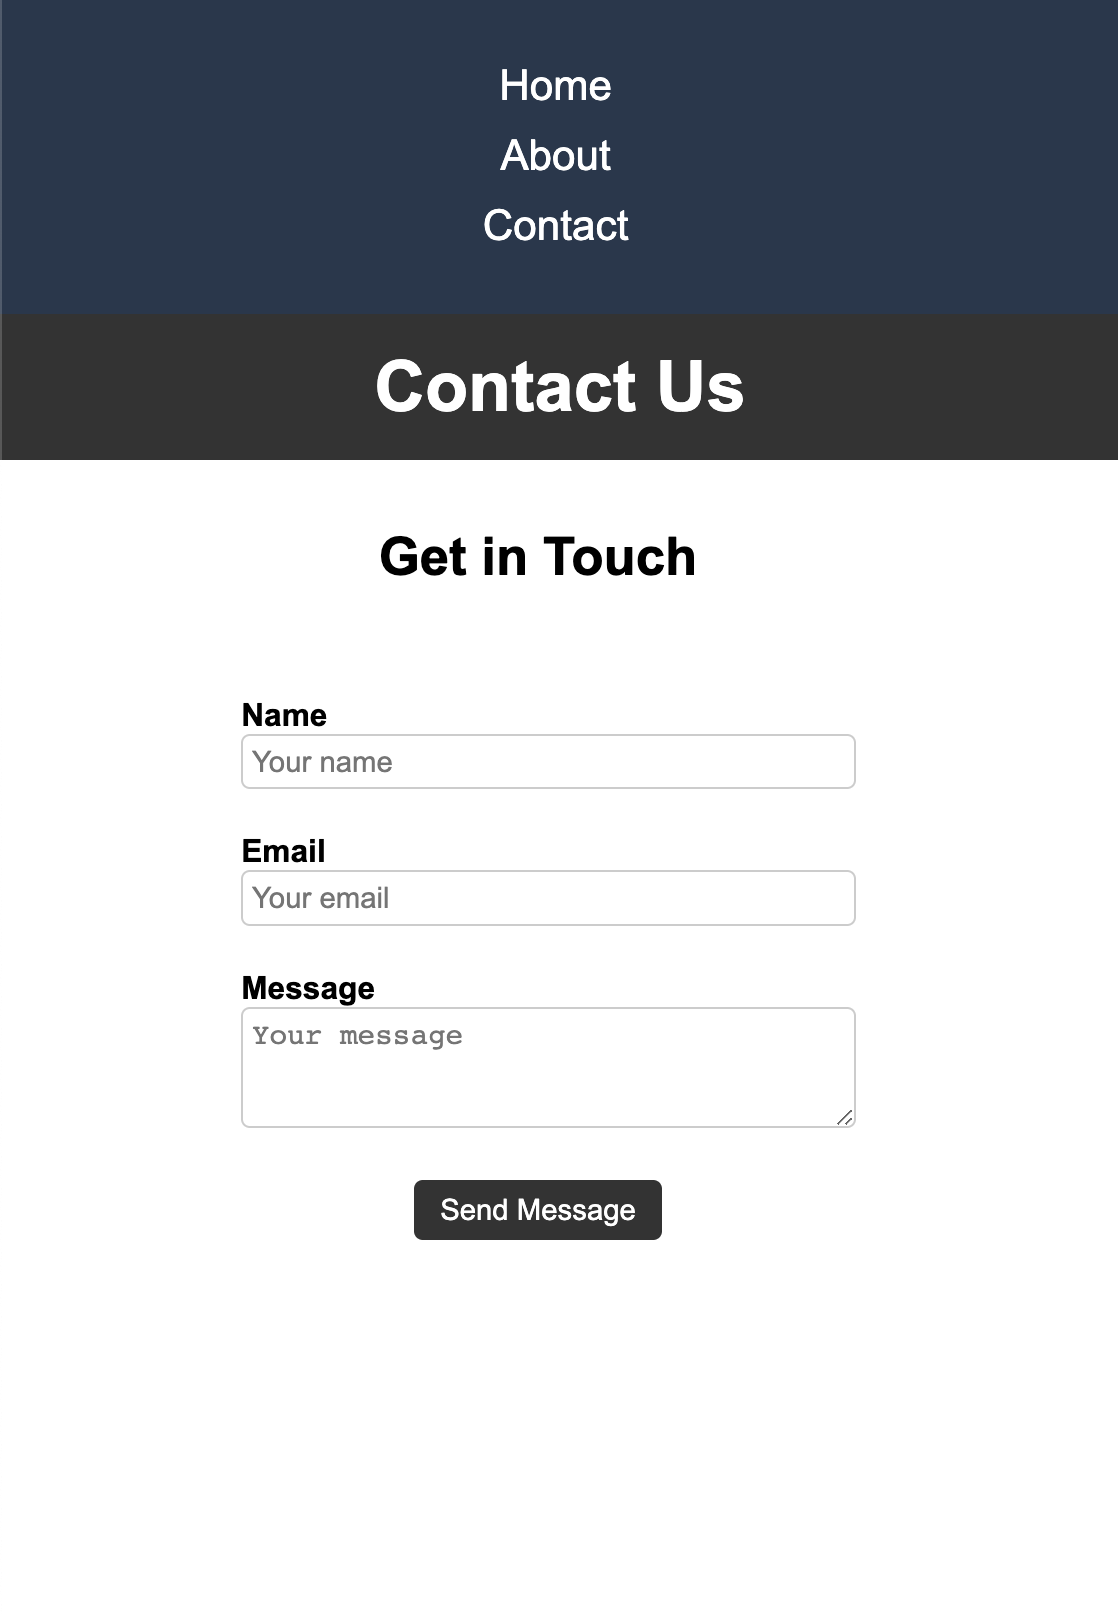 Home
About
Contact
Contact Us
Get in Touch
Name
Your name
Email
Your email
Message
Your message
Send Message